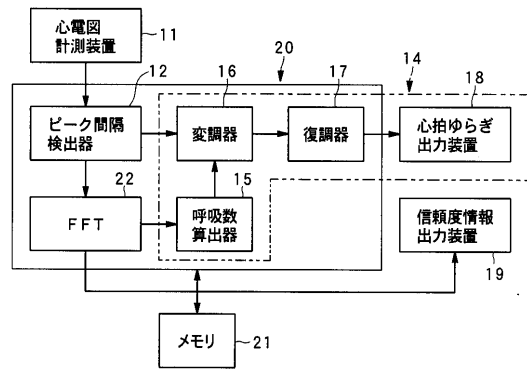 心電図
計測装置
11
20
12
16
17
14
18
ピーク間隔
検出器
変調器
復調器
心拍ゆらぎ
出力装置
22
15
FFT
呼吸数
算出器
信頼度情報
出力装置
19
メモリ
21